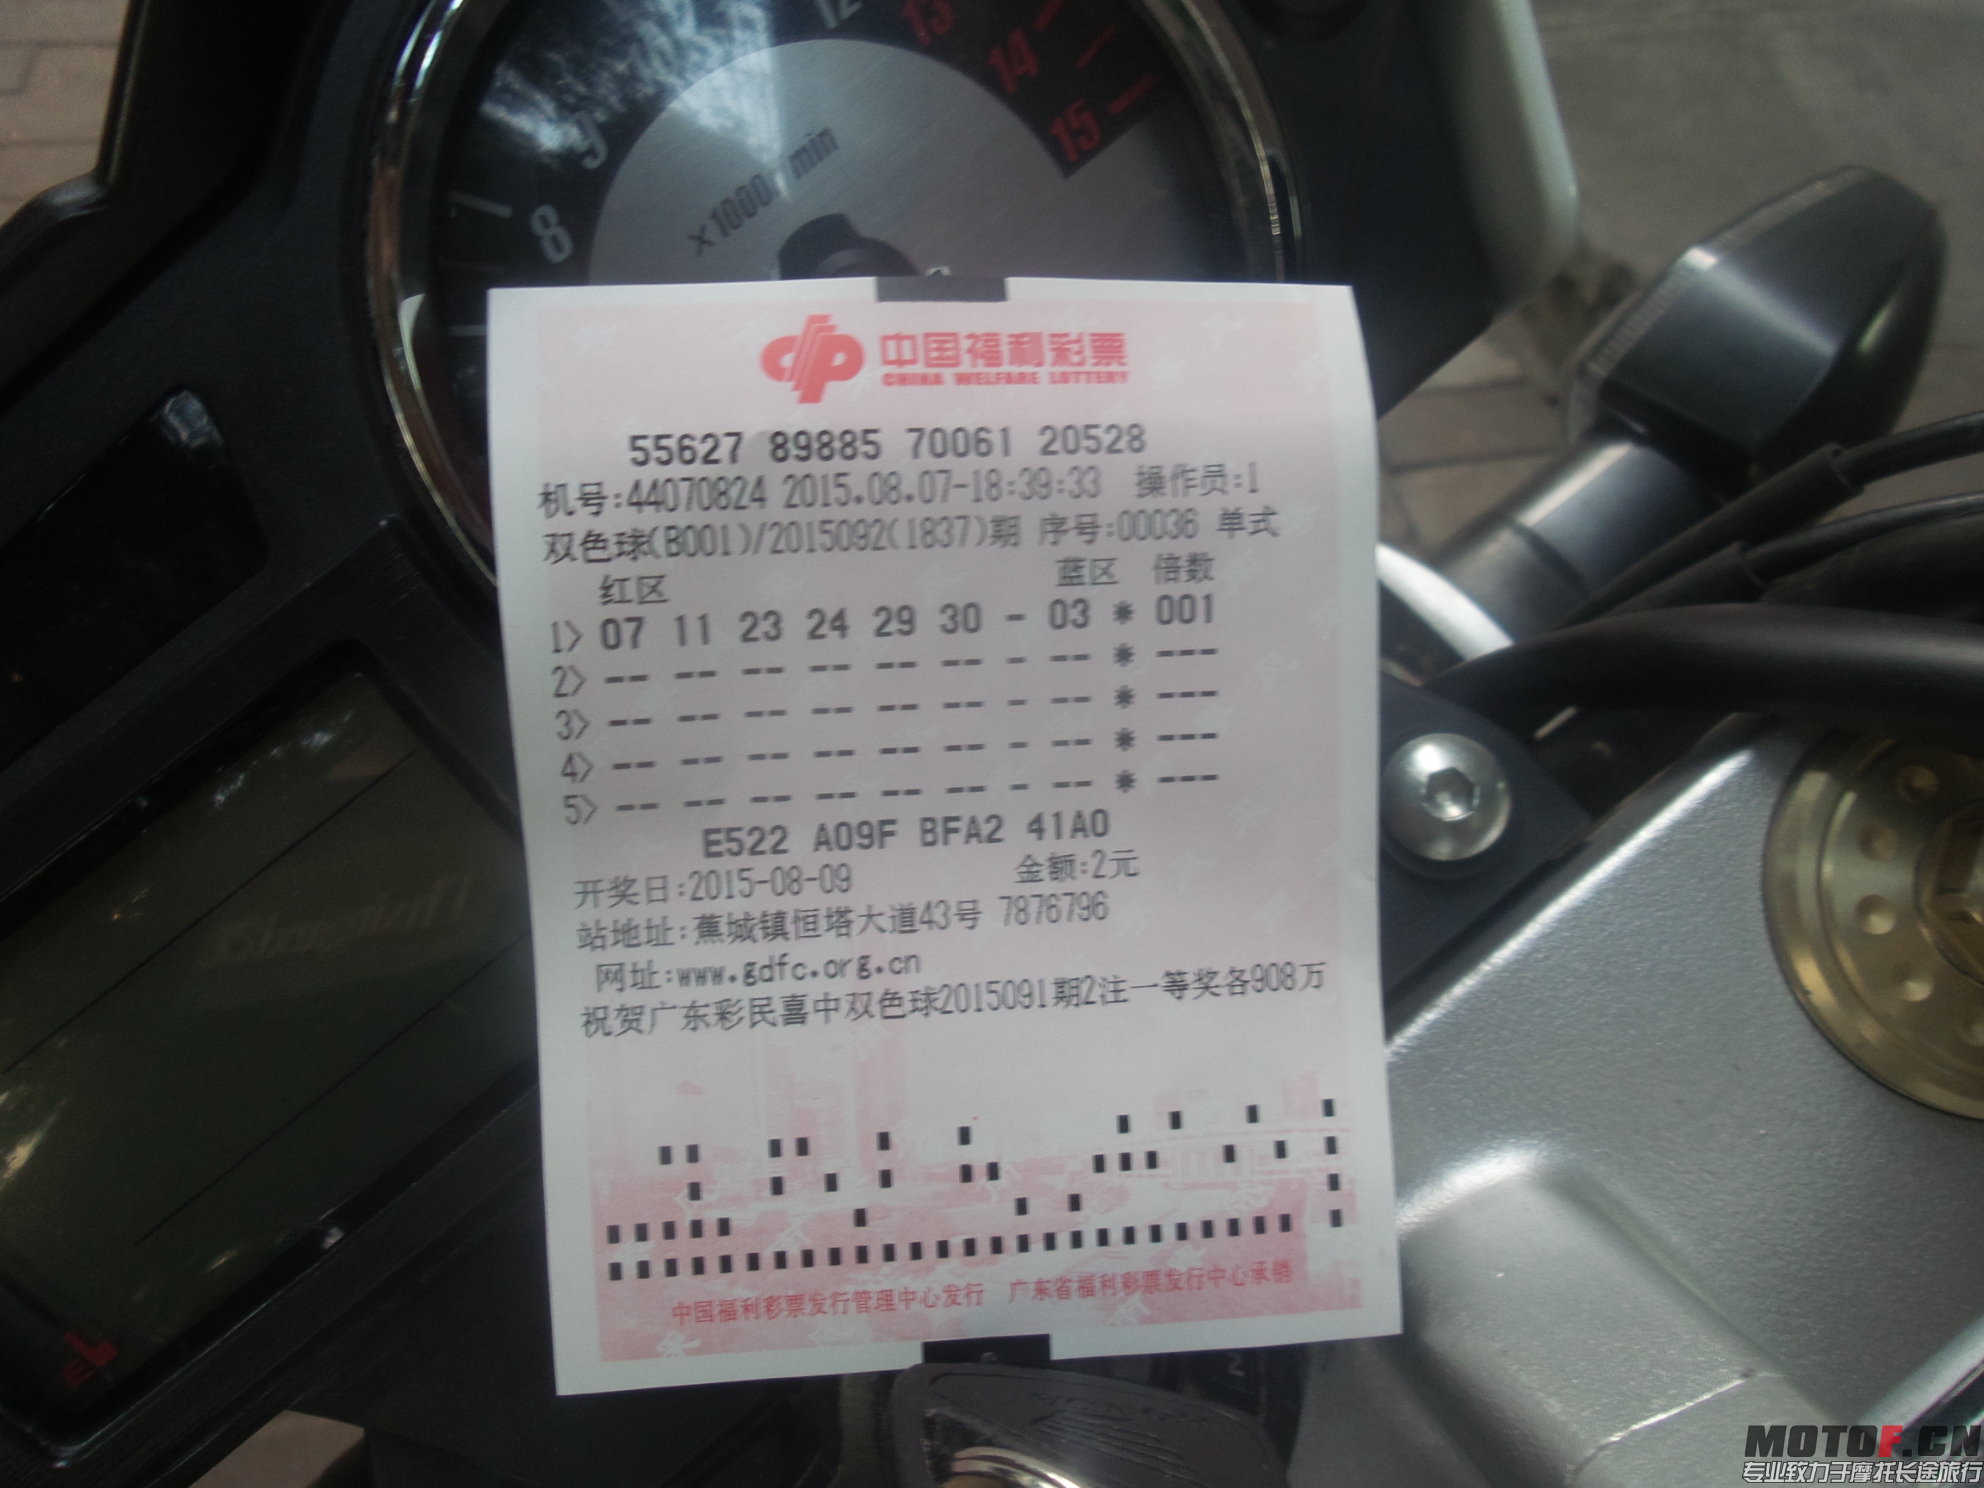 12
13
14
15
9
8
×1000r/min
中国福利彩票
CHINA WELFARE LOTTERY
55627 89885 70061 20528
机号:44070824 2015.08.07-18:39:33 操作员:1
双色球(B001)/2015092(1837)期 序号:00036 单式
红区 蓝区 倍数
1> 07 11 23 24 29 30 - 03 * 001
2> -- -- -- -- -- -- - -- * ---
3> -- -- -- -- -- -- - -- * ---
4> -- -- -- -- -- -- - -- * ---
5> -- -- -- -- -- -- - -- * ---
E522 A09F BFA2 41A0
开奖日:2015-08-09 金额:2元
站地址:蕉城镇恒塔大道43号 7876796
网址:www.gdfc.org.cn
祝贺广东彩民喜中双色球2015091期2注一等奖各908万
中国福利彩票发行管理中心发行 广东省福利彩票发行中心承销
MOTOF.CN
专业致力于摩托长途旅行